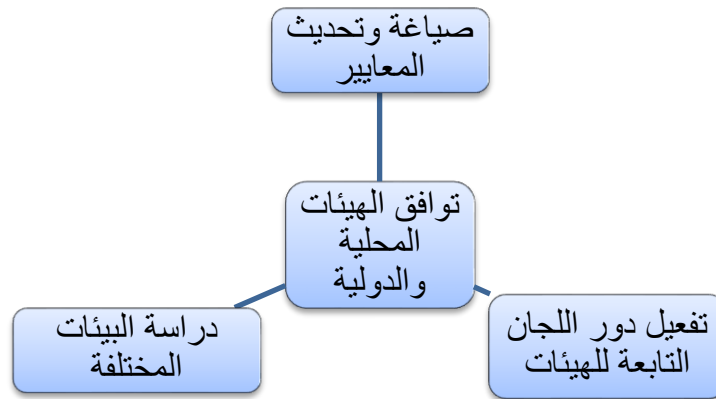 صياغة وتحديث
المعايير
توافق الهيئات
المحلية
والدولية
تفعيل دور اللجان
التابعة للهيئات
دراسة البيئات
المختلفة